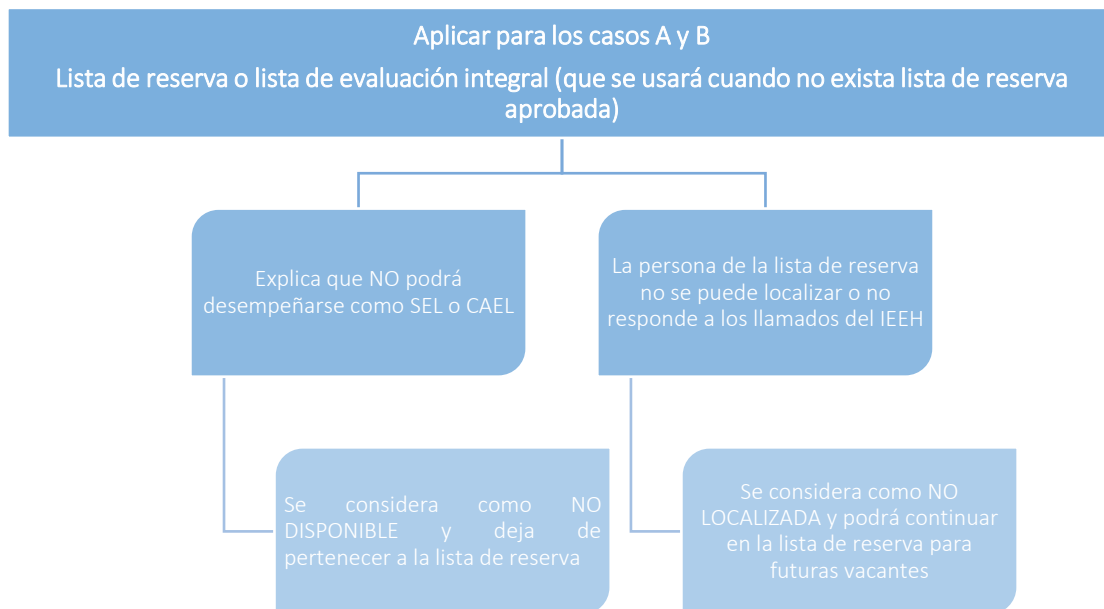 Aplicar para los casos A y B
Lista de reserva o lista de evaluación integral (que se usará cuando no exista lista de reserva
aprobada)
Explica que NO podrá
desempeñarse como SEL o CAEL
La persona de la lista de reserva
no se puede localizar o no
responde a los llamados del IEEH
Se considera como NO
DISPONIBLE y deja de
pertenecer a la lista de reserva
Se considera como NO
LOCALIZADA y podrá continuar
en la lista de reserva para
futuras vacantes